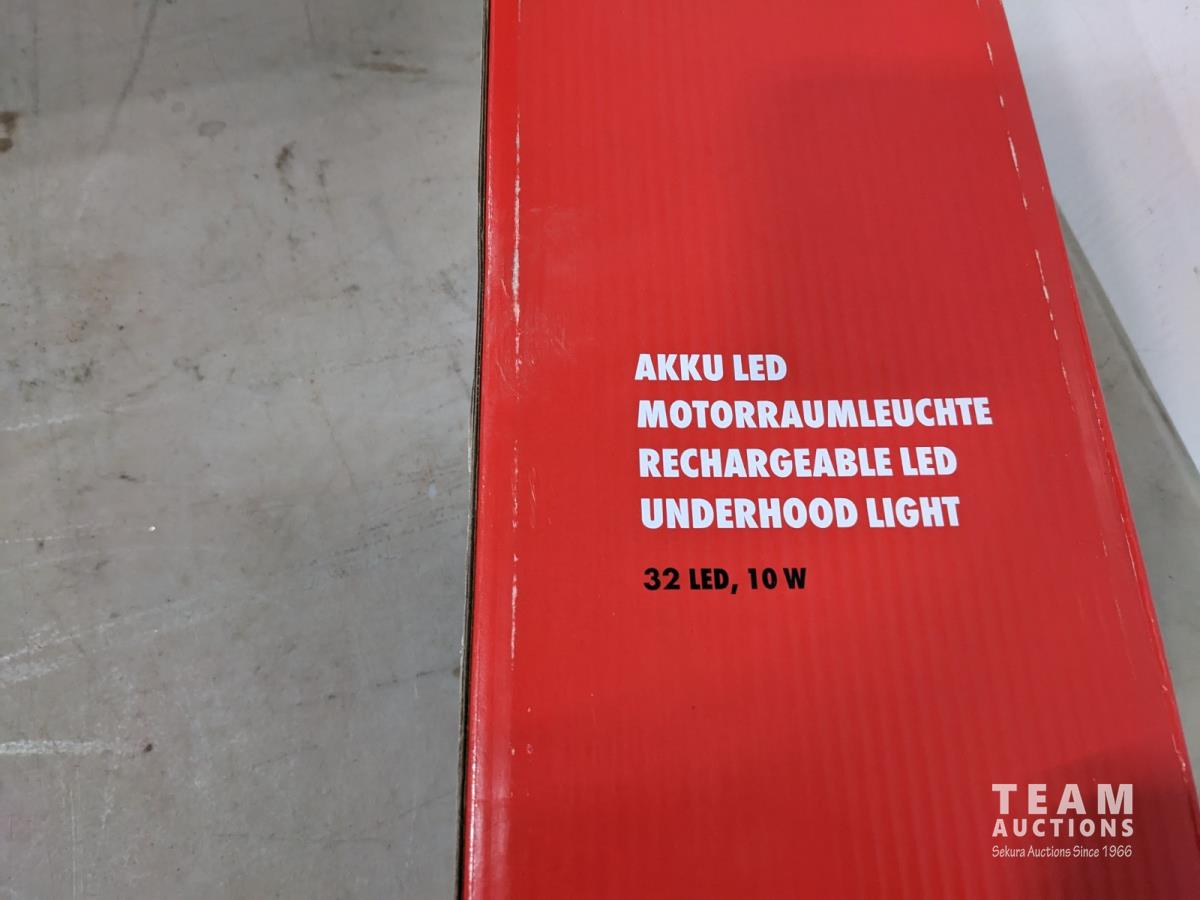 AKKU LED
MOTORRAUMLEUCHTE
RECHARGEABLE LED
UNDERHOOD LIGHT
32 LED, 10 W
TEAM
AUCTIONS
Sekura Auctions Since 1966